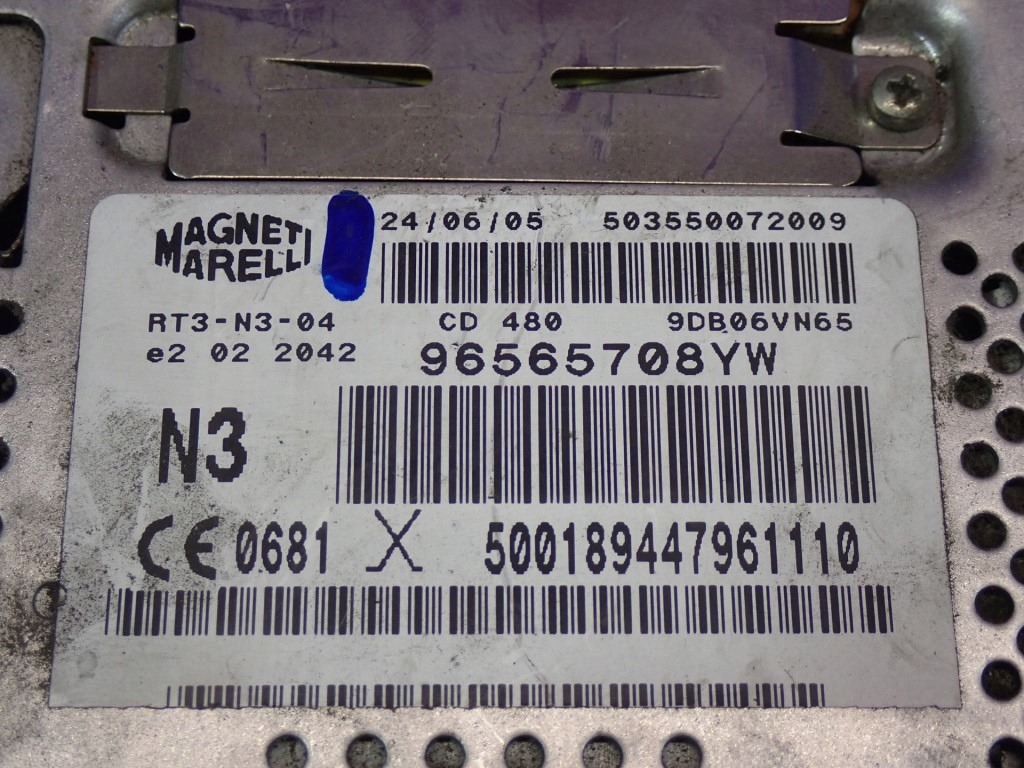 MAGNETI
MARELLI
24/06/05 503550072009
RT3-N3-04 CD 480 9DB06VN65
e2 02 2042 96565708YW
N3
CE 0681 500189447961110